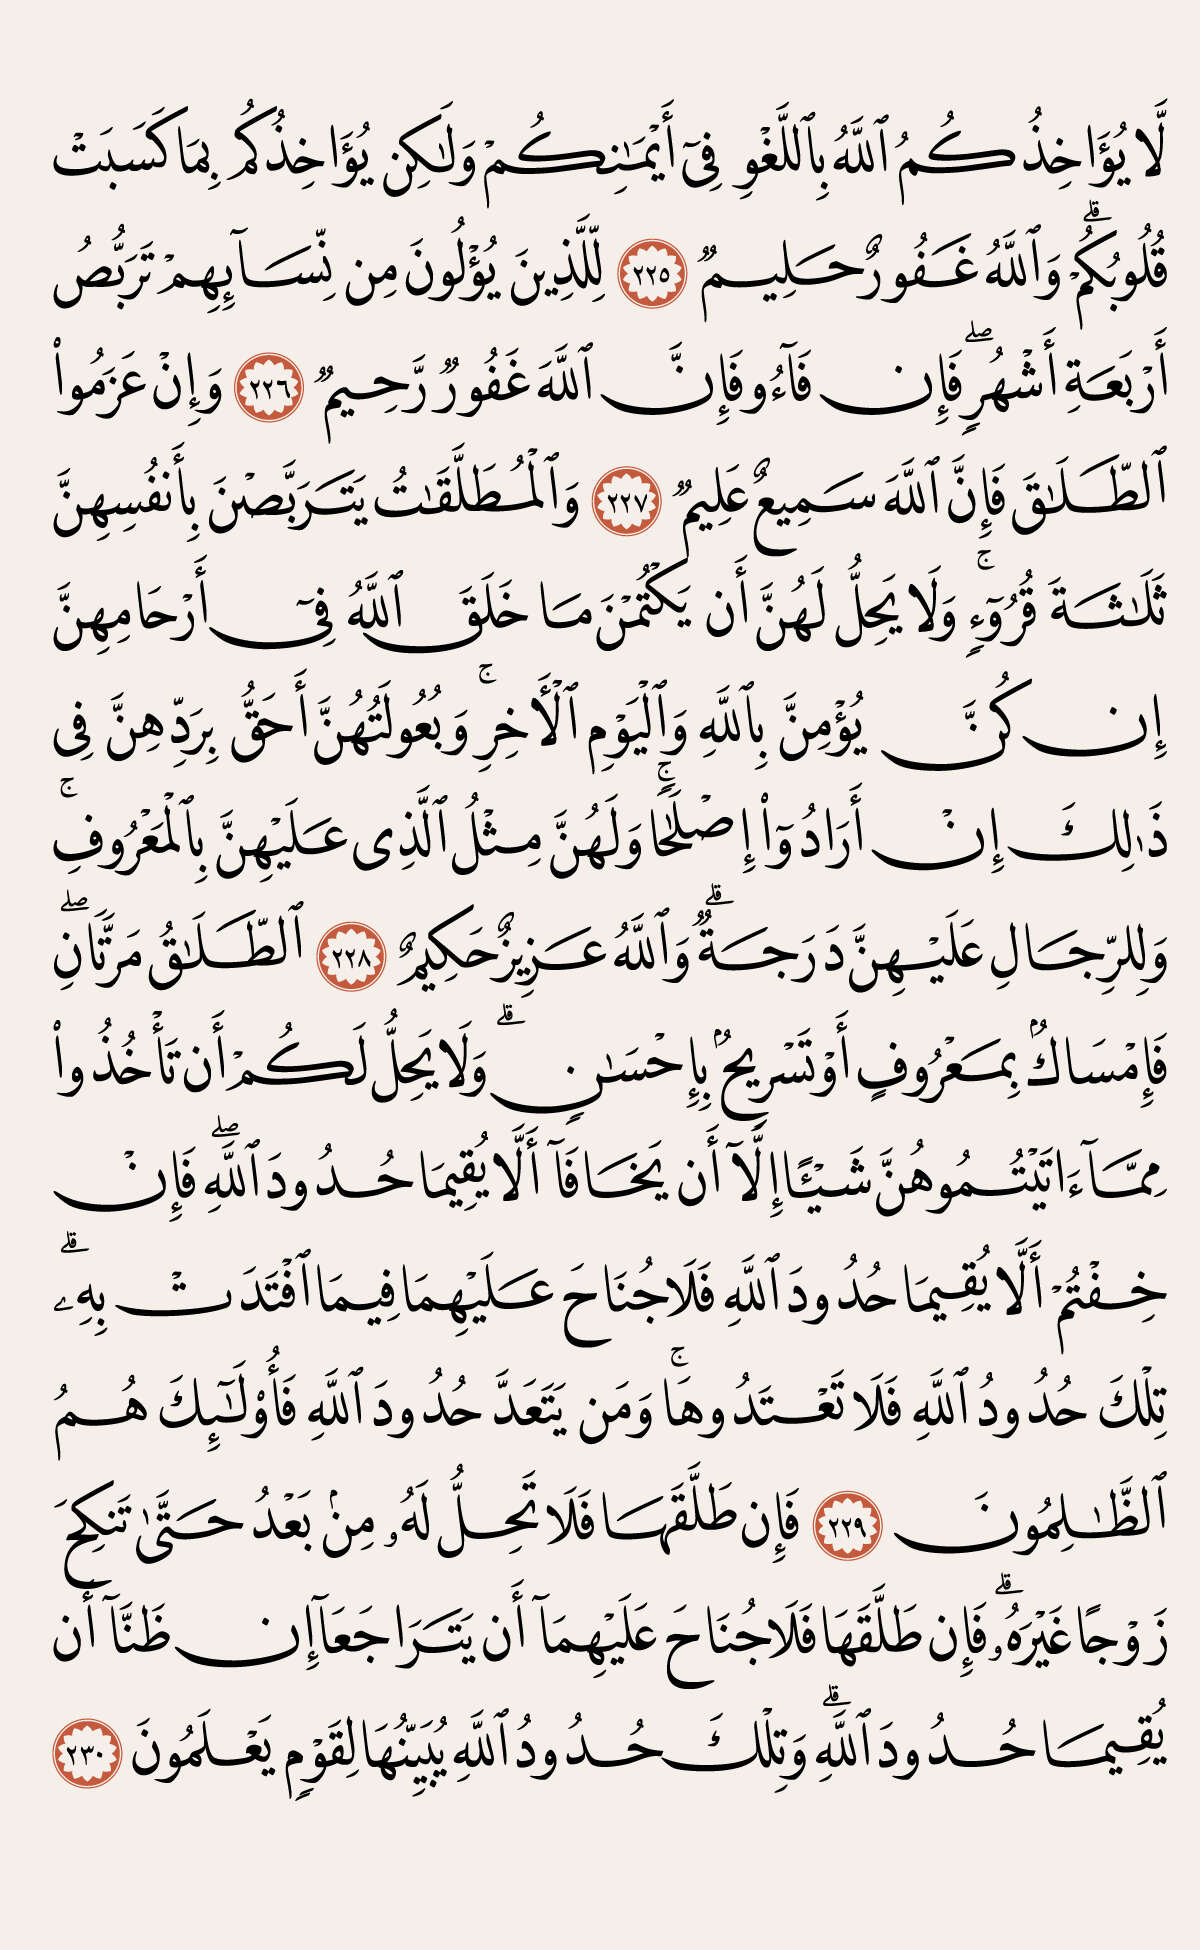 لَّا يُؤَاخِذُكُمُ ٱللَّهُ بِٱللَّغْوِ فِىٓ أَيْمَٰنِكُمْ وَلَٰكِن يُؤَاخِذُكُم بِمَا كَسَبَتْ
قُلُوبُكُمْ ۗ وَٱللَّهُ غَفُورٌ حَلِيمٌ ٢٢٥ لِّلَّذِينَ يُؤْلُونَ مِن نِّسَآئِهِمْ تَرَبُّصُ
أَرْبَعَةِ أَشْهُرٍ ۖ فَإِن فَآءُو فَإِنَّ ٱللَّهَ غَفُورٌ رَّحِيمٌ ٢٢٦ وَإِنْ عَزَمُوا۟
ٱلطَّلَٰقَ فَإِنَّ ٱللَّهَ سَمِيعٌ عَلِيمٌ ٢٢٧ وَٱلْمُطَلَّقَٰتُ يَتَرَبَّصْنَ بِأَنفُسِهِنَّ
ثَلَٰثَةَ قُرُوٓءٍ ۚ وَلَا يَحِلُّ لَهُنَّ أَن يَكْتُمْنَ مَا خَلَقَ ٱللَّهُ فِىٓ أَرْحَامِهِنَّ
إِن كُنَّ يُؤْمِنَّ بِٱللَّهِ وَٱلْيَوْمِ ٱلْأَخِرِ ۚ وَبُعُولَتُهُنَّ أَحَقُّ بِرَدِّهِنَّ فِى
ذَٰلِكَ إِنْ أَرَادُوٓا۟ إِصْلَٰحًا ۚ وَلَهُنَّ مِثْلُ ٱلَّذِى عَلَيْهِنَّ بِٱلْمَعْرُوفِ ۚ
وَلِلرِّجَالِ عَلَيْهِنَّ دَرَجَةٌ ۗ وَٱللَّهُ عَزِيزٌ حَكِيمٌ ٢٢٨ ٱلطَّلَٰقُ مَرَّتَانِ ۖ
فَإِمْسَاكٌۢ بِمَعْرُوفٍ أَوْ تَسْرِيحٌۢ بِإِحْسَٰنٍ ۗ وَلَا يَحِلُّ لَكُمْ أَن تَأْخُذُوا۟
مِمَّآ ءَاتَيْتُمُوهُنَّ شَيْـًٔا إِلَّآ أَن يَخَافَآ أَلَّا يُقِيمَا حُدُودَ ٱللَّهِ ۖ فَإِنْ
خِفْتُمْ أَلَّا يُقِيمَا حُدُودَ ٱللَّهِ فَلَا جُنَاحَ عَلَيْهِمَا فِيمَا ٱفْتَدَتْ بِهِۦ ۗ
تِلْكَ حُدُودُ ٱللَّهِ فَلَا تَعْتَدُوهَا ۚ وَمَن يَتَعَدَّ حُدُودَ ٱللَّهِ فَأُو۟لَٰٓئِكَ هُمُ
ٱلظَّٰلِمُونَ ٢٢٩ فَإِن طَلَّقَهَا فَلَا تَحِلُّ لَهُۥ مِنۢ بَعْدُ حَتَّىٰ تَنكِحَ
زَوْجًا غَيْرَهُۥ ۗ فَإِن طَلَّقَهَا فَلَا جُنَاحَ عَلَيْهِمَآ أَن يَتَرَاجَعَآ إِن ظَنَّآ أَن
يُقِيمَا حُدُودَ ٱللَّهِ ۗ وَتِلْكَ حُدُودُ ٱللَّهِ يُبَيِّنُهَا لِقَوْمٍ يَعْلَمُونَ ٢٣٠